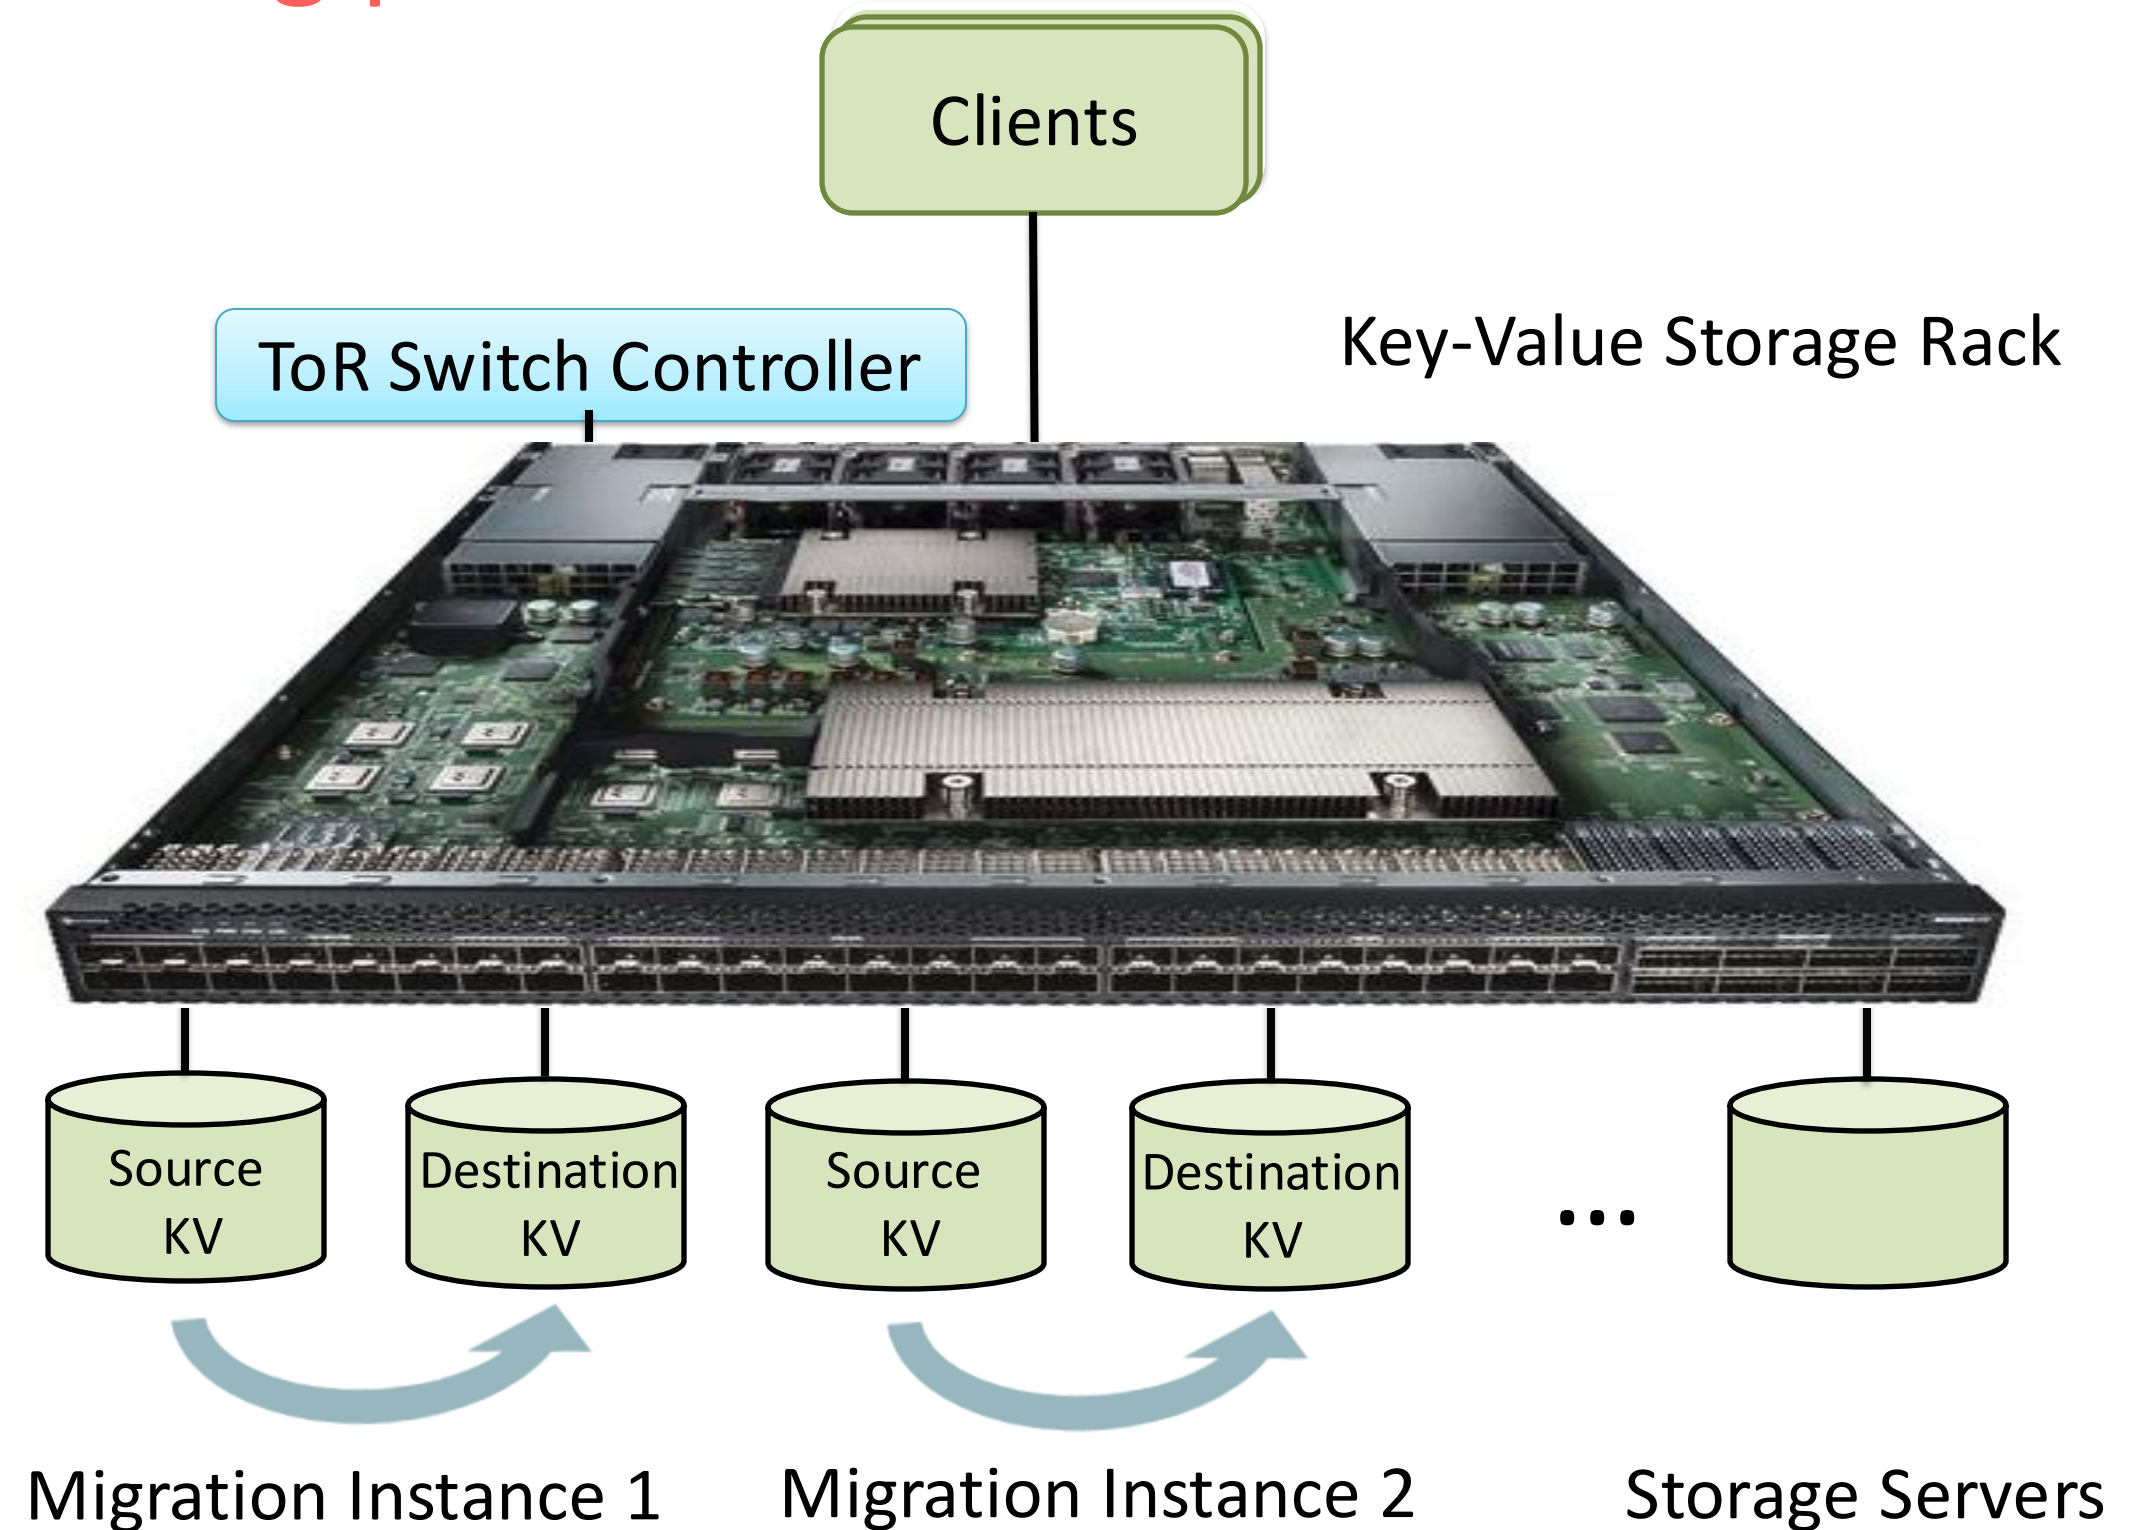 Clients
ToR Switch Controller
Key-Value Storage Rack
Source
KV
Destination
KV
Source
KV
Destination
KV
...
Migration Instance 1
Migration Instance 2
Storage Servers